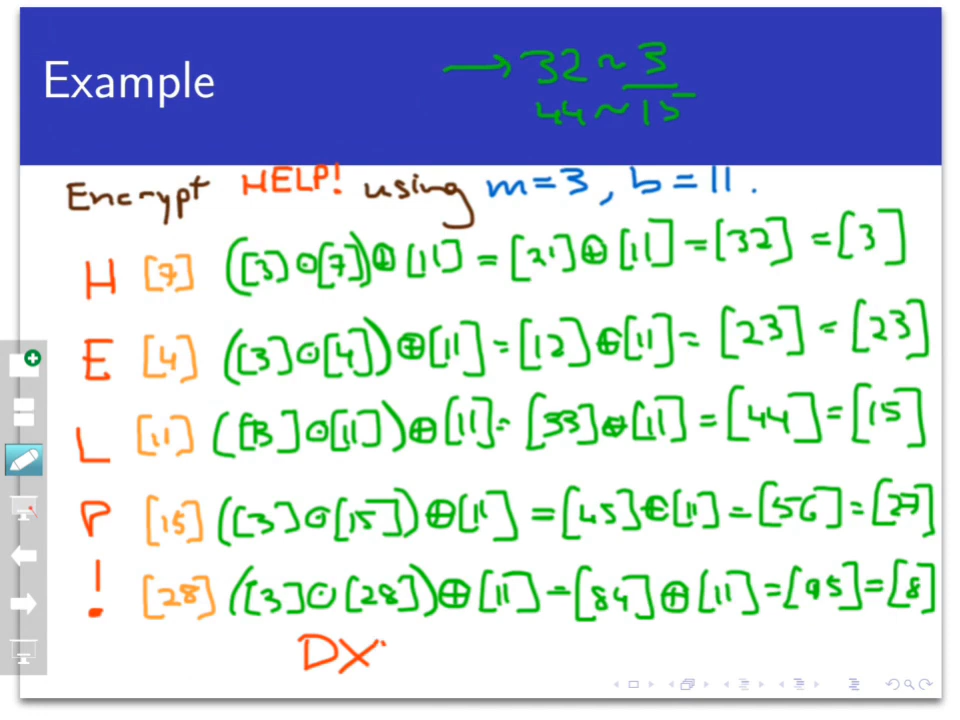 Example
→ 32 ~ 3
44 ~ 15
Encrypt HELP! using m=3, b=11.
H [7] ([3]⊙[7])⊕[11] = [21]⊕[11] = [32] = [3]
E [4] ([3]⊙[4])⊕[11] = [12]⊕[11] = [23] = [23]
L [11] ([3]⊙[11])⊕[11] = [33]⊕[11] = [44] = [15]
P [15] ([3]⊙[15])⊕[11] = [45]⊕[11] = [56] = [27]
! [28] ([3]⊙[28])⊕[11] = [84]⊕[11] = [95] = [8]
DX